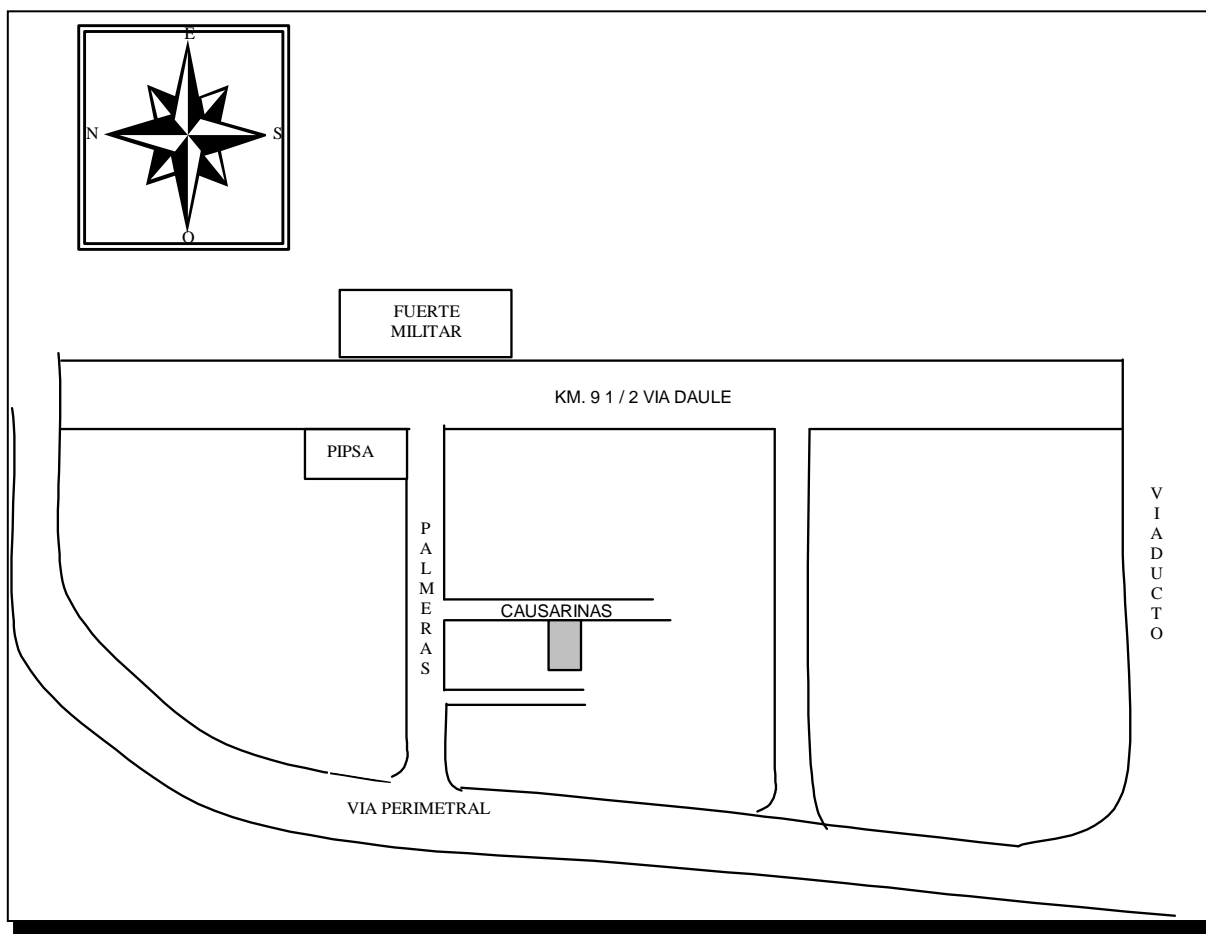 E
N
S
O
FUERTE
MILITAR
KM. 9 1 / 2 VIA DAULE
PIPSA
PALMERAS
VIADUCTO
CAUSARINAS
VIA PERIMETRAL